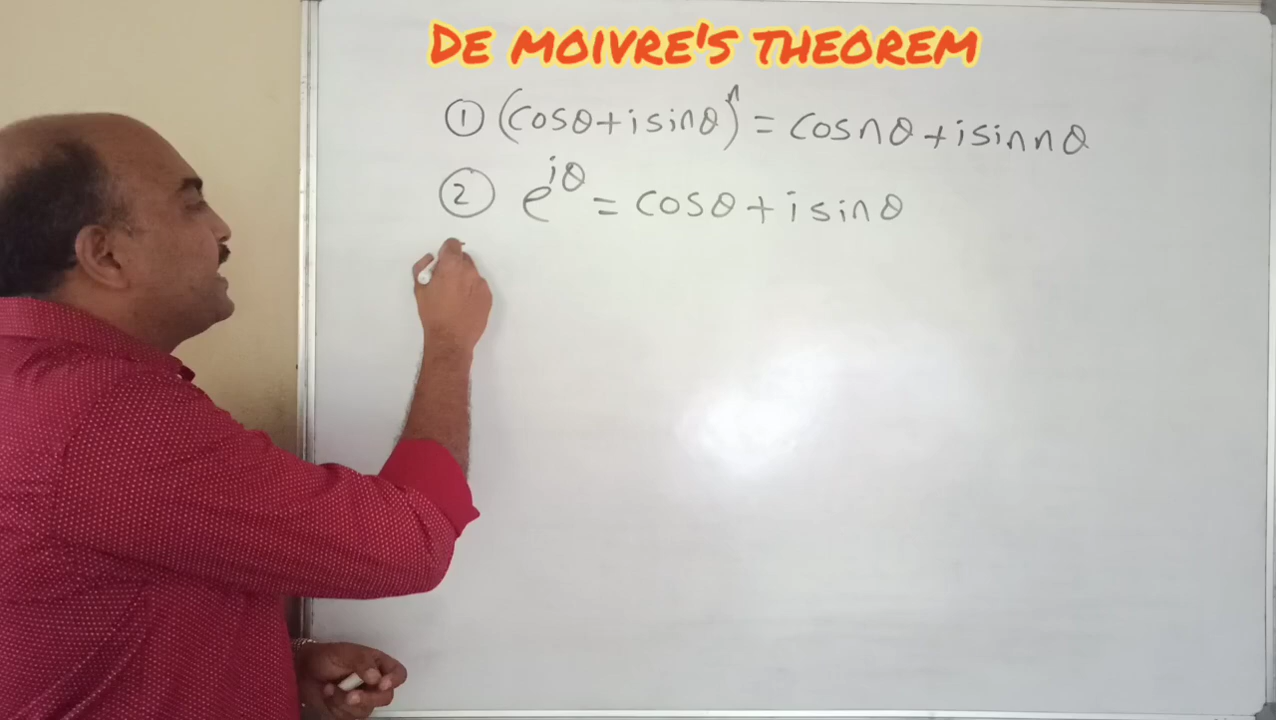 DE MOIVRE'S THEOREM
① (cosθ+isinθ)ⁿ = cosnθ+isinnθ
② e^{iθ} = cosθ+isinθ